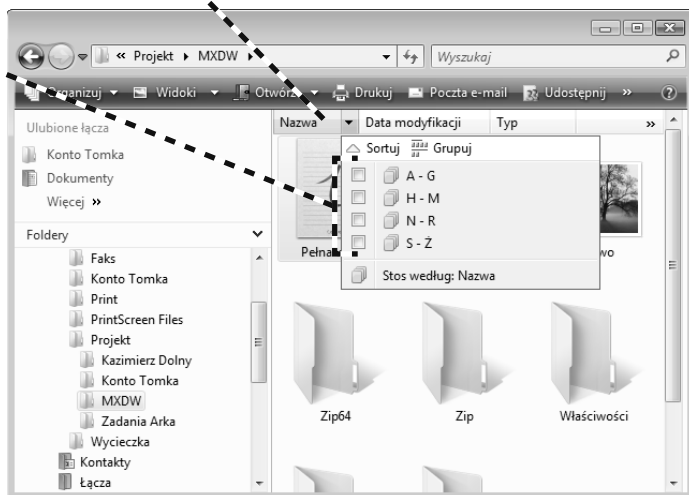 « Projekt ▸ MXDW ▸ Wyszukaj
Organizuj Widoki Otwórz Drukuj Poczta e-mail Udostępnij »
Ulubione łącza
Konto Tomka
Dokumenty
Więcej »
Foldery
Faks
Konto Tomka
Print
PrintScreen Files
Projekt
Kazimierz Dolny
Konto Tomka
MXDW
Zadania Arka
Wycieczka
Kontakty
Łącza
Nazwa Data modyfikacji Typ »
Sortuj Grupuj
A - G
H - M
N - R
S - Ż
Stos według: Nazwa
Zip64 Zip Właściwości